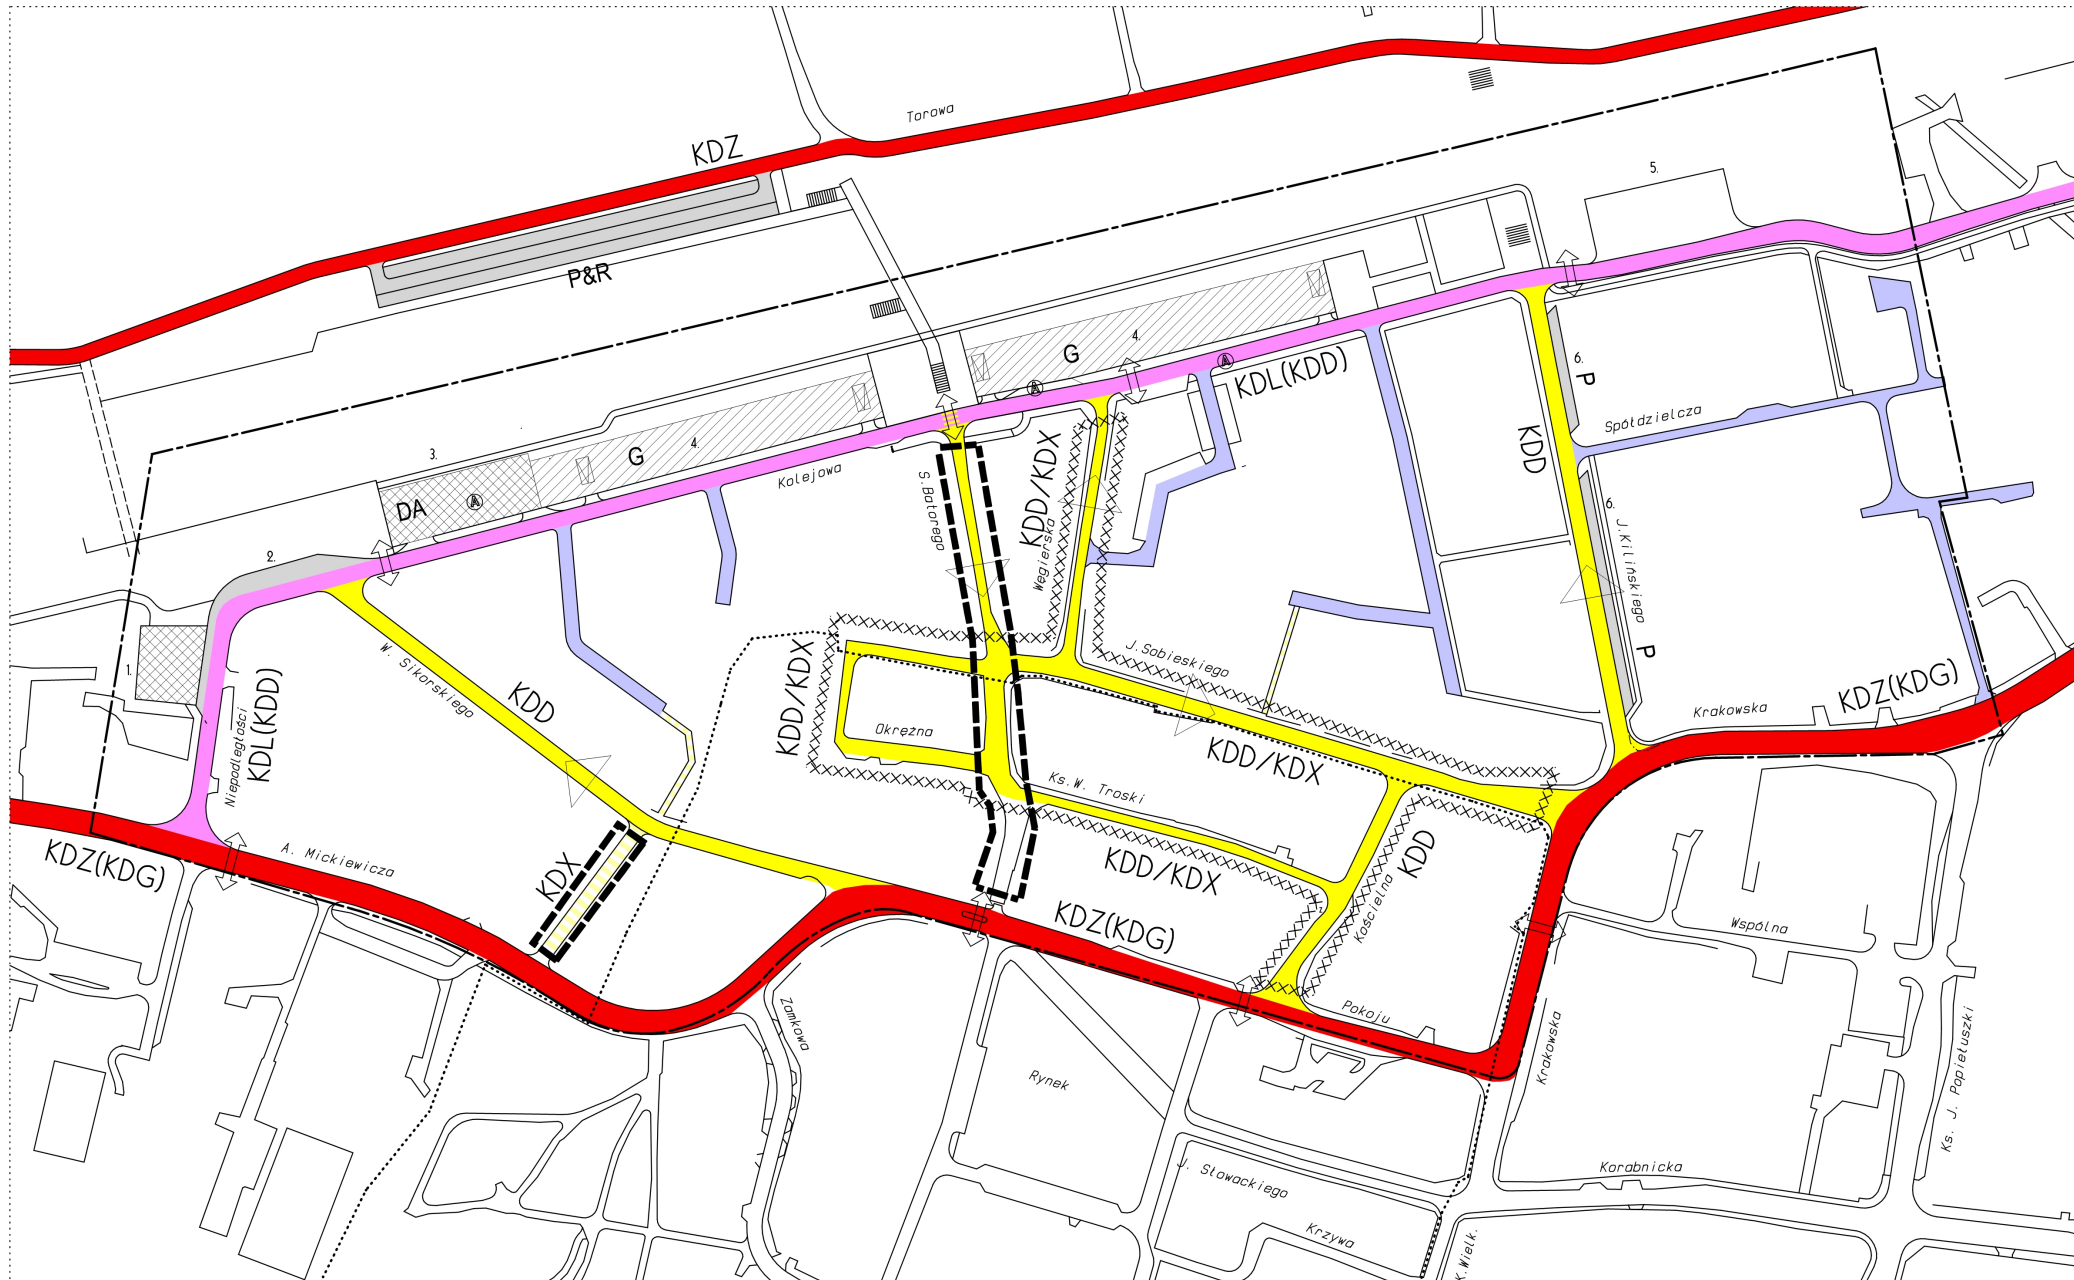 Torowa
KDZ
5.
P&R
4.
G
KDL(KDD)
6.
P
Spółdzielcza
KDD
3.
4.
G
Kolejowa
DA
A
A
A
S.Batorego
KDD/KDX
Węgierska
6.
J.Kilińskiego
P
2.
1.
W. Sikorskiego
KDD
KDL(KDD)
Niepodległości
KDD/KDX
Okrężna
J.Sobieskiego
KDD/KDX
Krakowska
KDZ(KDG)
Ks.W. Troski
KDD/KDX
KDD
Kościelna
KDZ(KDG)
A. Mickiewicza
KDX
KDZ(KDG)
Wspólna
Pokoju
Zamkowa
Rynek
Krakowska
Ks. J. Popiełuszki
J. Słowackiego
Korabnicka
Krzywa
K.Wielk.